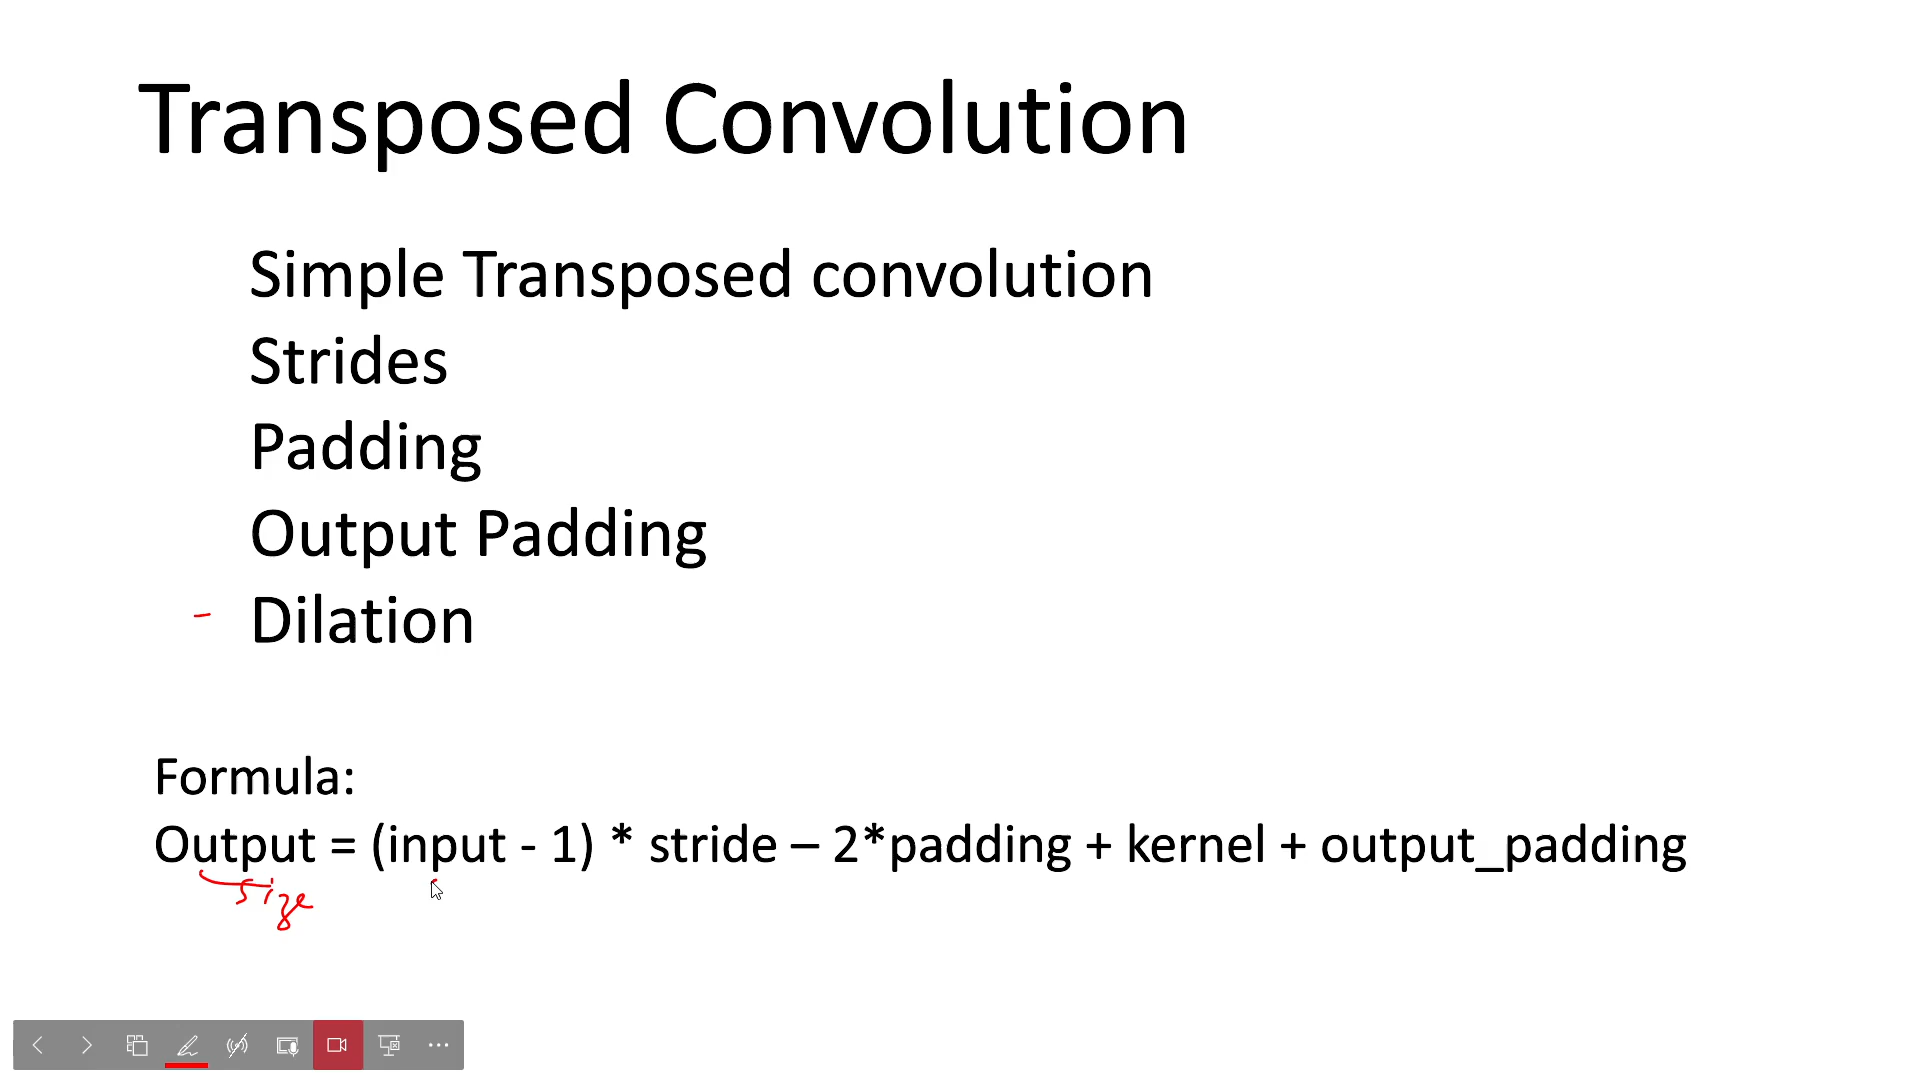 Transposed Convolution
Simple Transposed convolution
Strides
Padding
Output Padding
- Dilation
Formula:
Output = (input - 1) * stride – 2*padding + kernel + output_padding
size